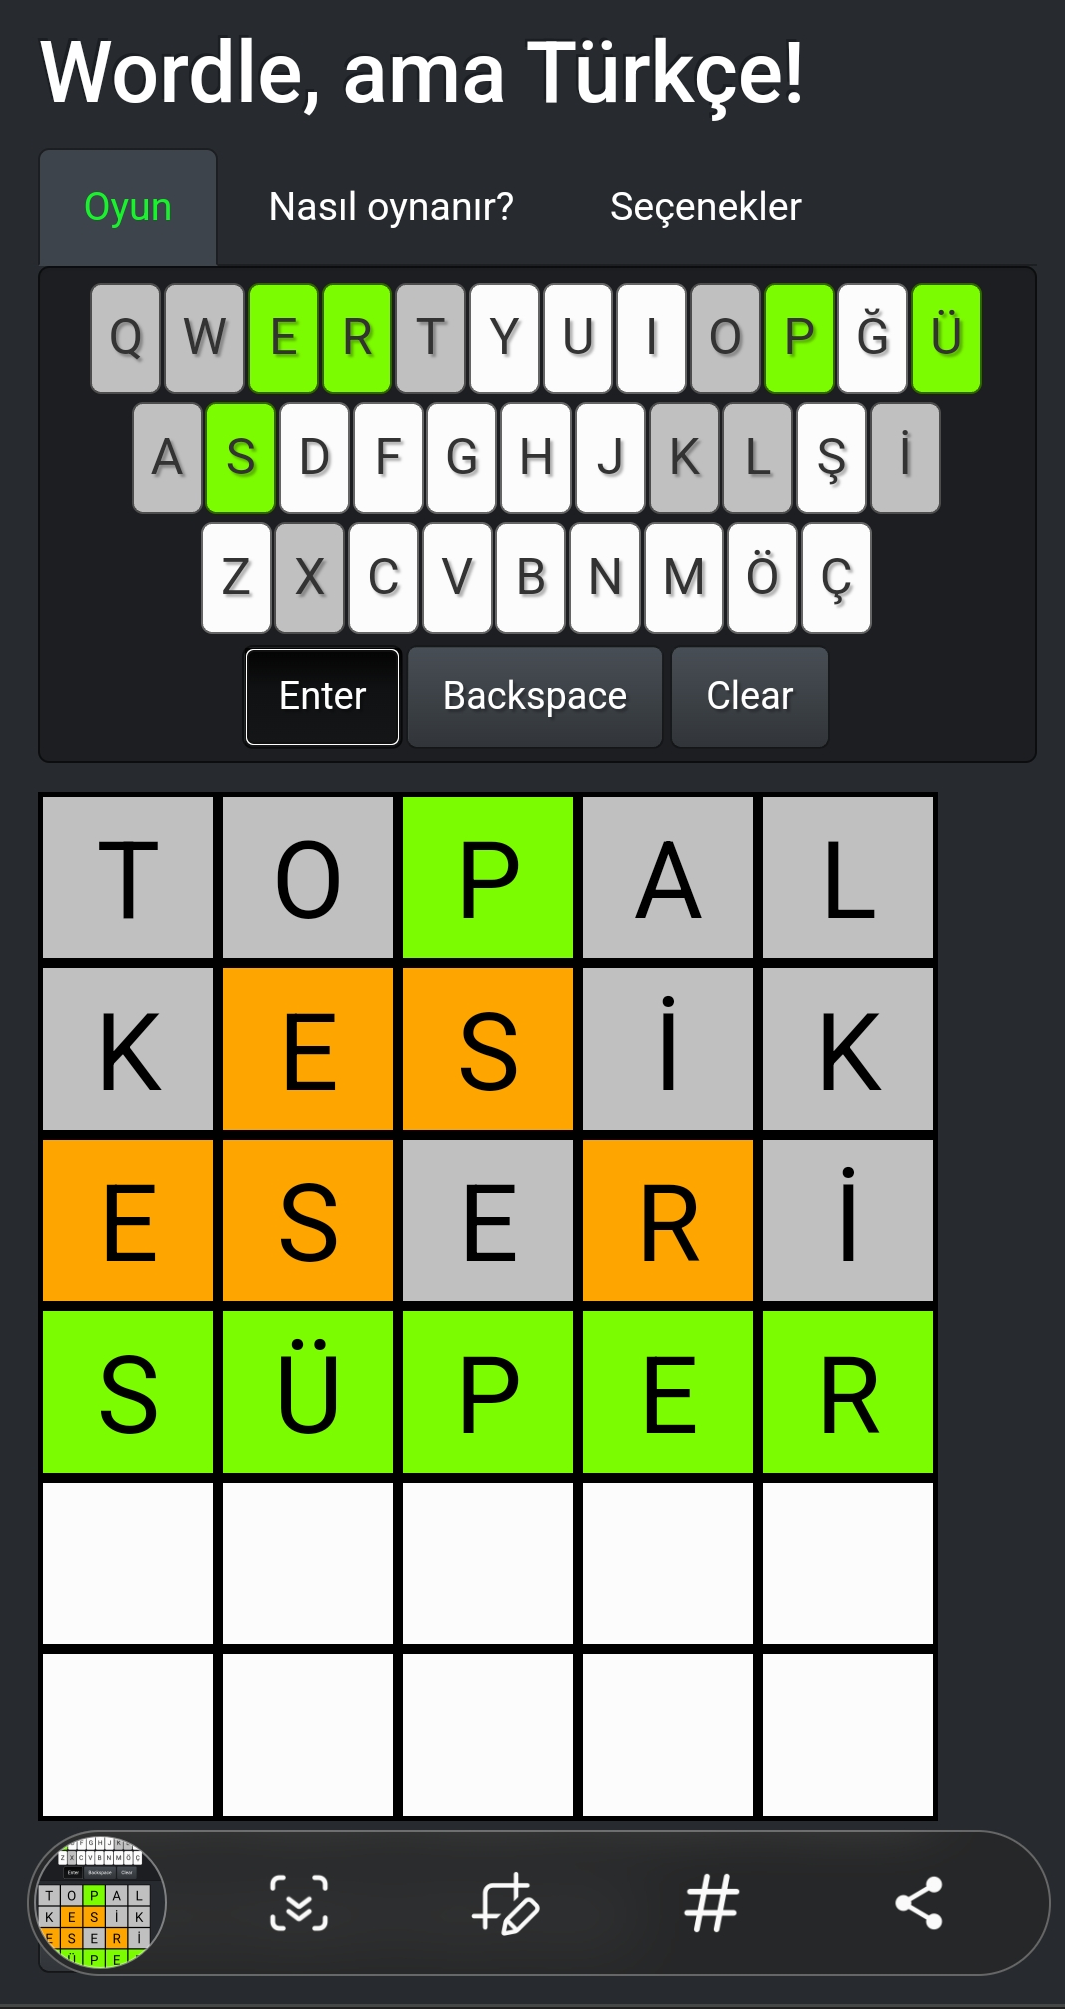 Wordle, ama Türkçe!
Oyun Nasıl oynanır? Seçenekler
Q W E R T Y U I O P Ğ Ü
A S D F G H J K L Ş İ
Z X C V B N M Ö Ç
Enter Backspace Clear
T O P A L
K E S İ K
E S E R İ
S Ü P E R